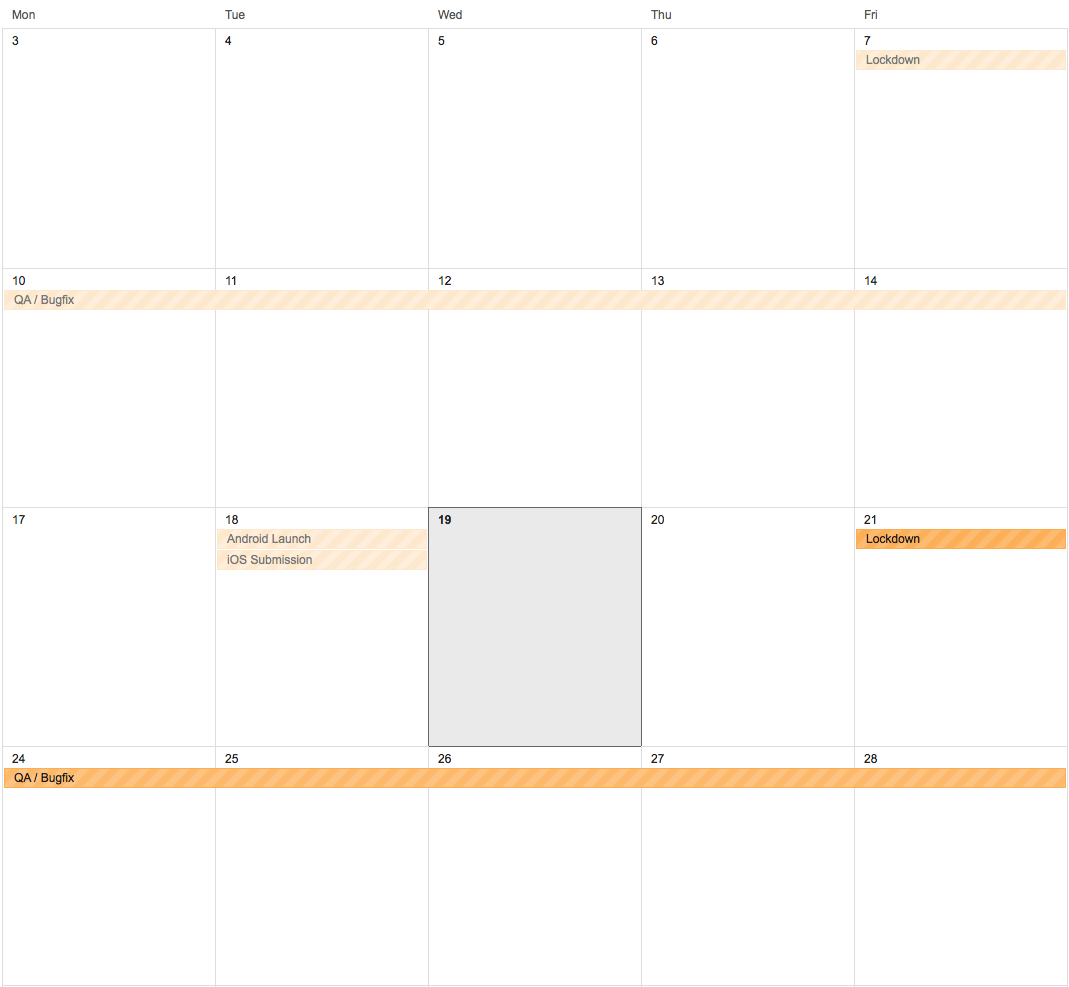 Mon Tue Wed Thu Fri
3 4 5 6 7
Lockdown
10 11 12 13 14
QA / Bugfix
17 18 19 20 21
Android Launch Lockdown
iOS Submission
24 25 26 27 28
QA / Bugfix